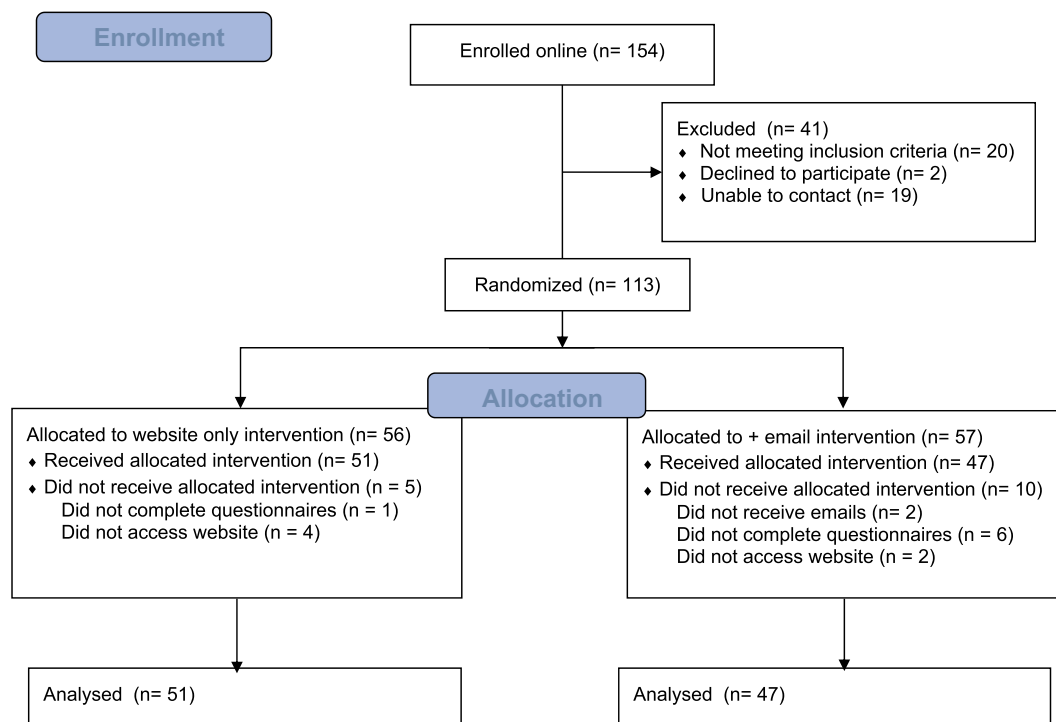 Enrollment
Enrolled online (n= 154)
Excluded (n= 41)
♦ Not meeting inclusion criteria (n= 20)
♦ Declined to participate (n= 2)
♦ Unable to contact (n= 19)
Randomized (n= 113)
Allocation
Allocated to website only intervention (n= 56)
♦ Received allocated intervention (n= 51)
♦ Did not receive allocated intervention (n = 5)
Did not complete questionnaires (n = 1)
Did not access website (n = 4)
Allocated to + email intervention (n= 57)
♦ Received allocated intervention (n= 47)
♦ Did not receive allocated intervention (n= 10)
Did not receive emails (n= 2)
Did not complete questionnaires (n = 6)
Did not access website (n = 2)
Analysed (n= 51)
Analysed (n= 47)